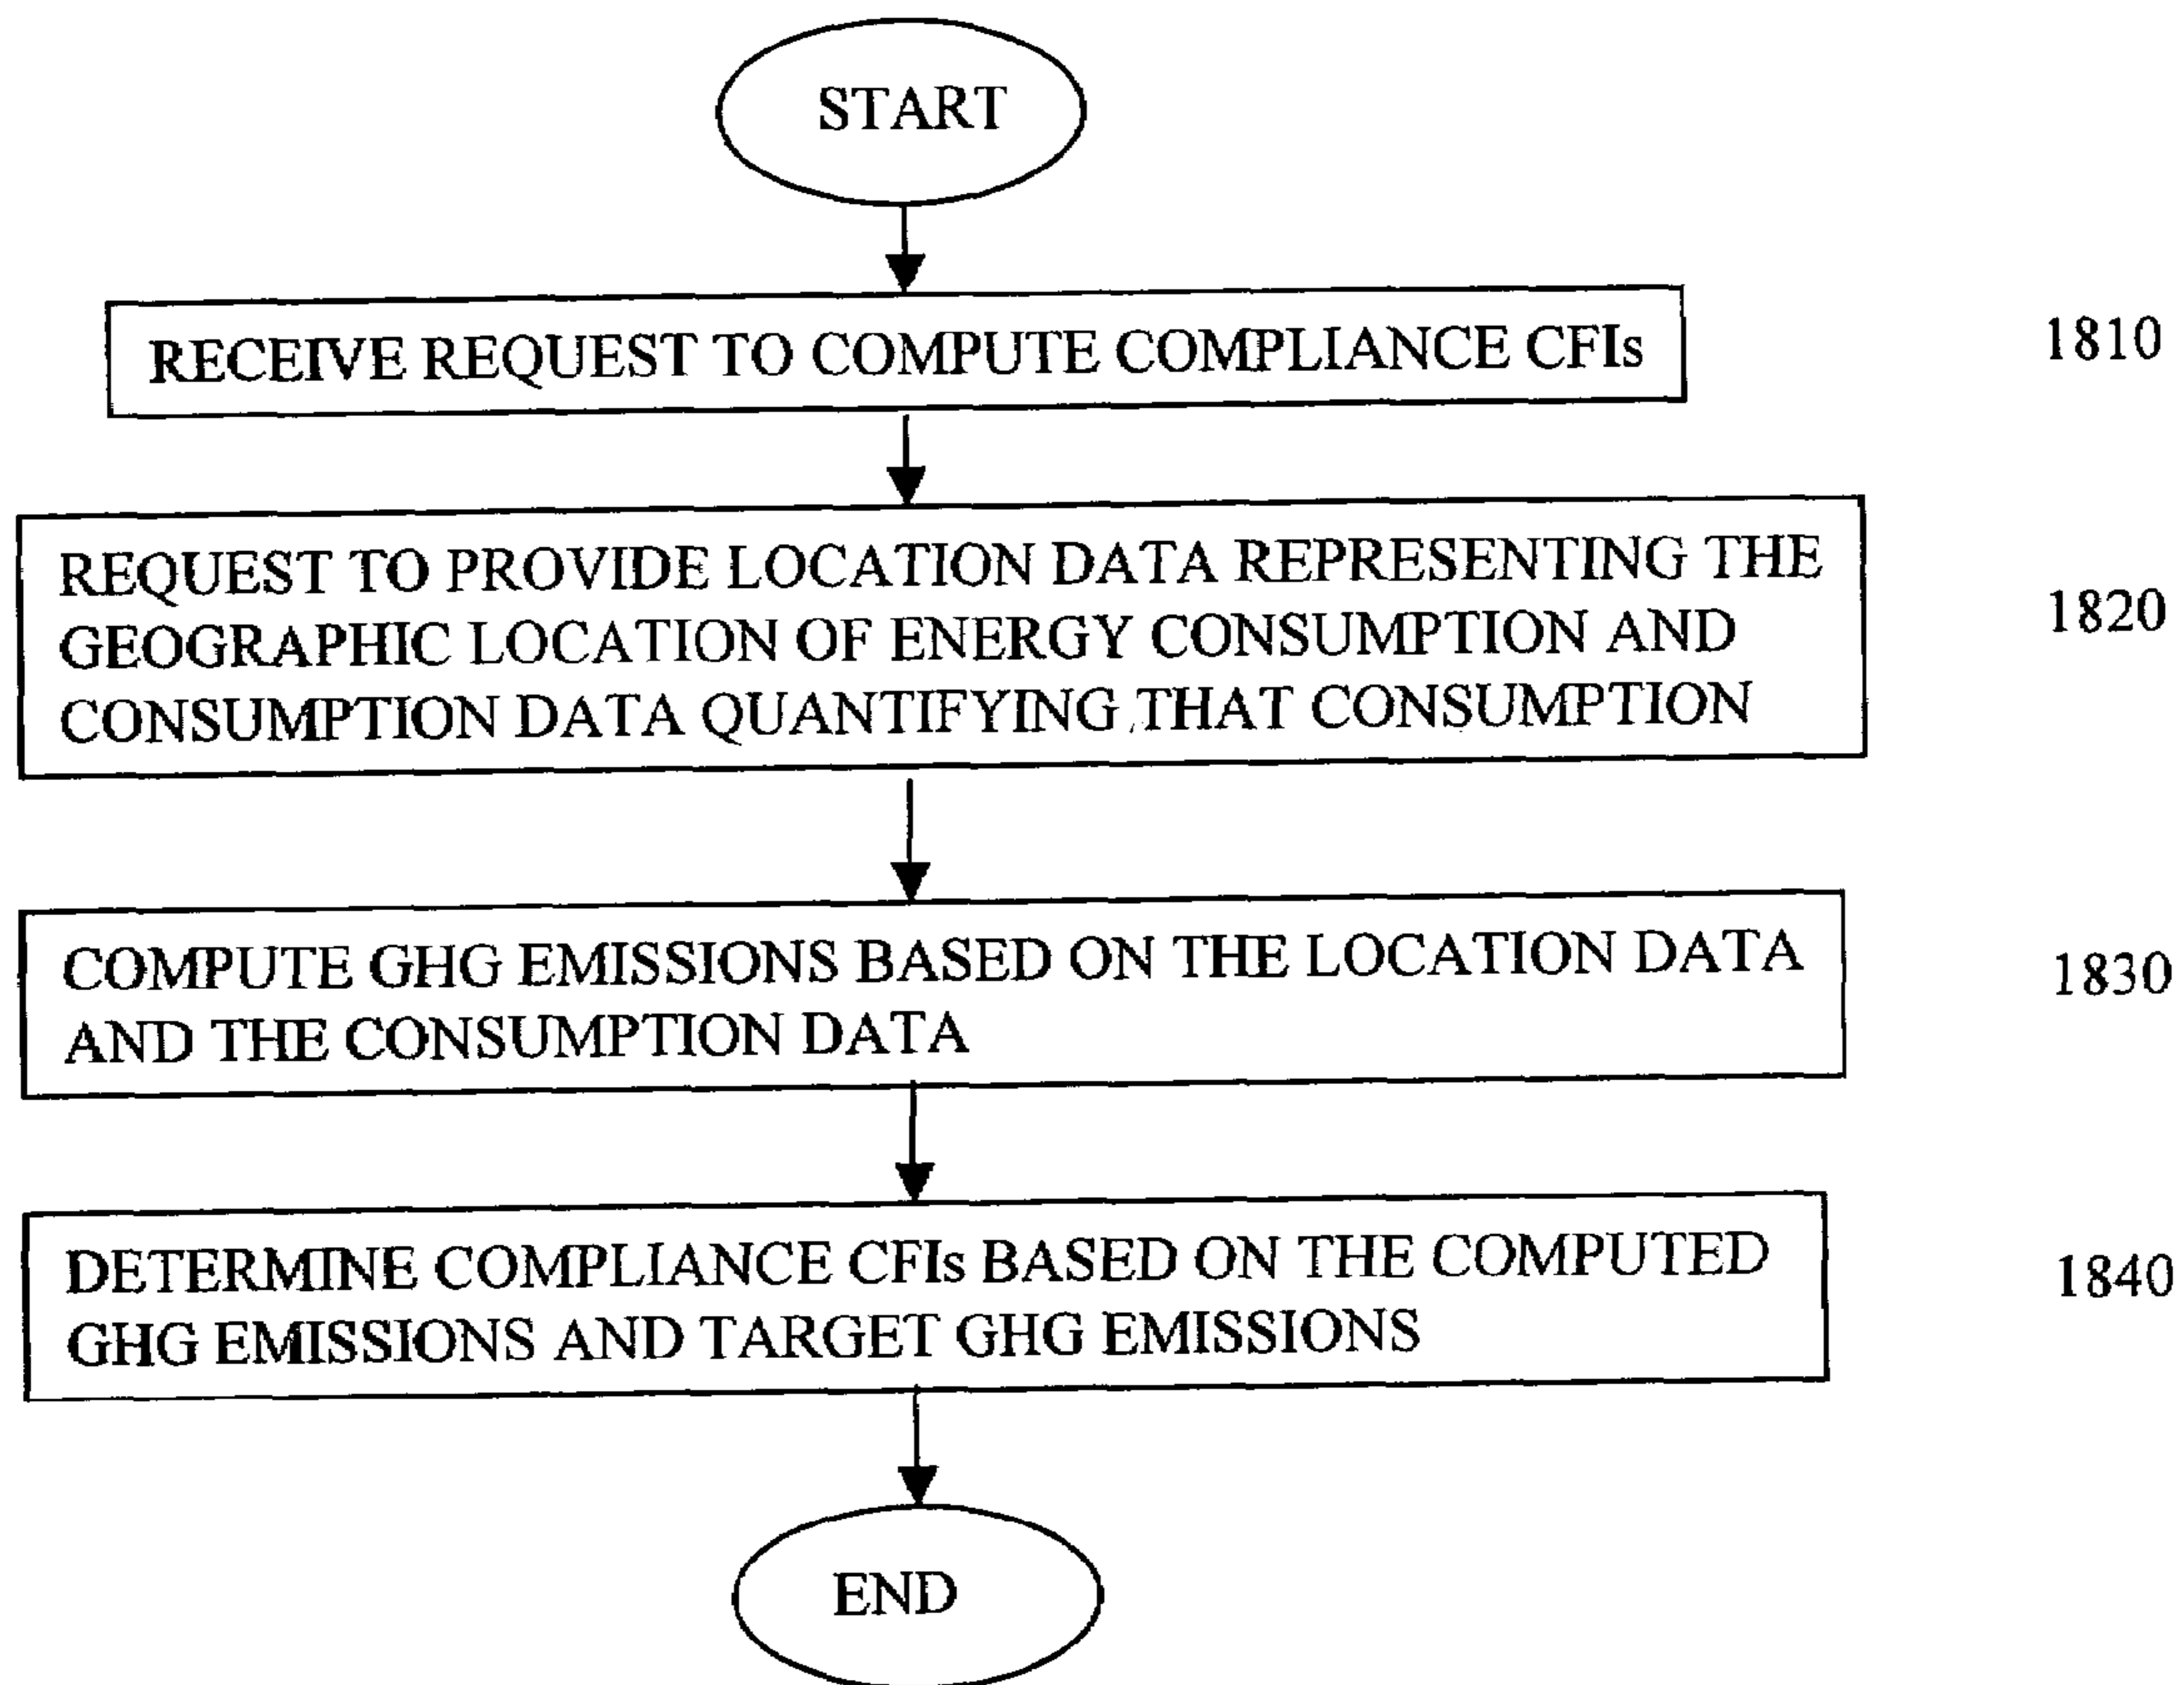 START
RECEIVE REQUEST TO COMPUTE COMPLIANCE CFIs
1810
REQUEST TO PROVIDE LOCATION DATA REPRESENTING THE
GEOGRAPHIC LOCATION OF ENERGY CONSUMPTION AND
CONSUMPTION DATA QUANTIFYING THAT CONSUMPTION
1820
COMPUTE GHG EMISSIONS BASED ON THE LOCATION DATA
AND THE CONSUMPTION DATA
1830
DETERMINE COMPLIANCE CFIs BASED ON THE COMPUTED
GHG EMISSIONS AND TARGET GHG EMISSIONS
1840
END